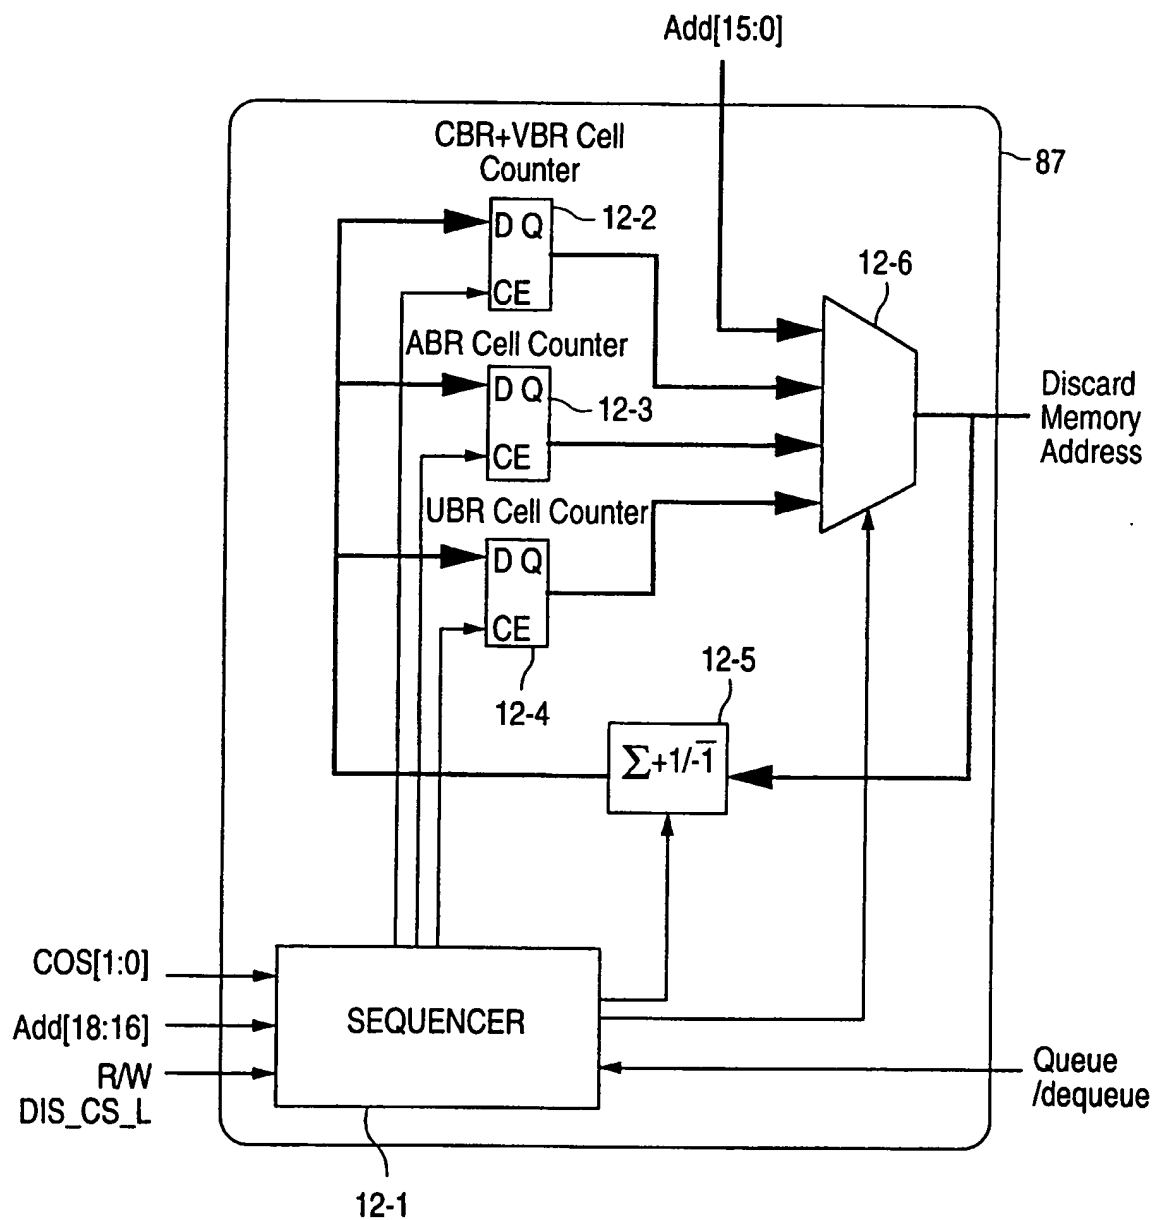 Add[15:0]
CBR+VBR Cell
Counter
87
D Q
12-2
CE
12-6
ABR Cell Counter
D Q
12-3
CE
Discard
Memory
Address
UBR Cell Counter
D Q
CE
12-4
12-5
Σ+1/-1̅
COS[1:0]
Add[18:16]
R/W
DIS_CS_L
SEQUENCER
Queue
/dequeue
12-1